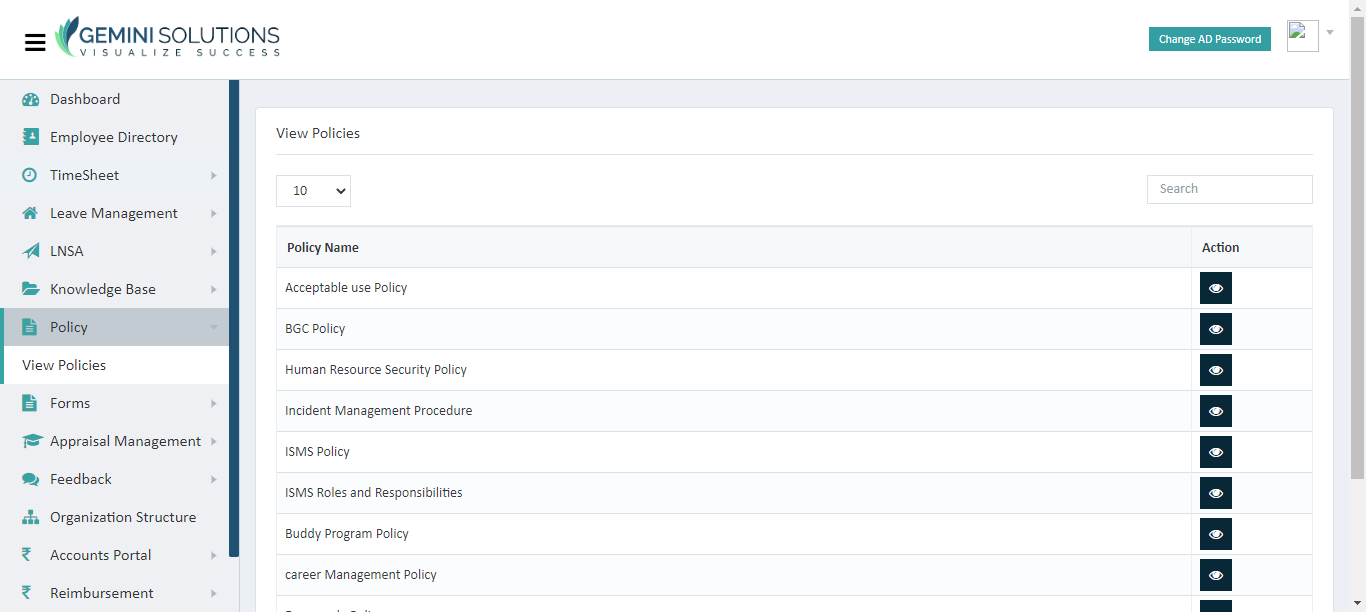 GEMINI SOLUTIONS
VISUALIZE SUCCESS
Change AD Password
Dashboard
Employee Directory
TimeSheet
Leave Management
LNSA
Knowledge Base
Policy
View Policies
Forms
Appraisal Management
Feedback
Organization Structure
₹ Accounts Portal
₹ Reimbursement
View Policies
10
Search
Policy Name Action
Acceptable use Policy
BGC Policy
Human Resource Security Policy
Incident Management Procedure
ISMS Policy
ISMS Roles and Responsibilities
Buddy Program Policy
career Management Policy